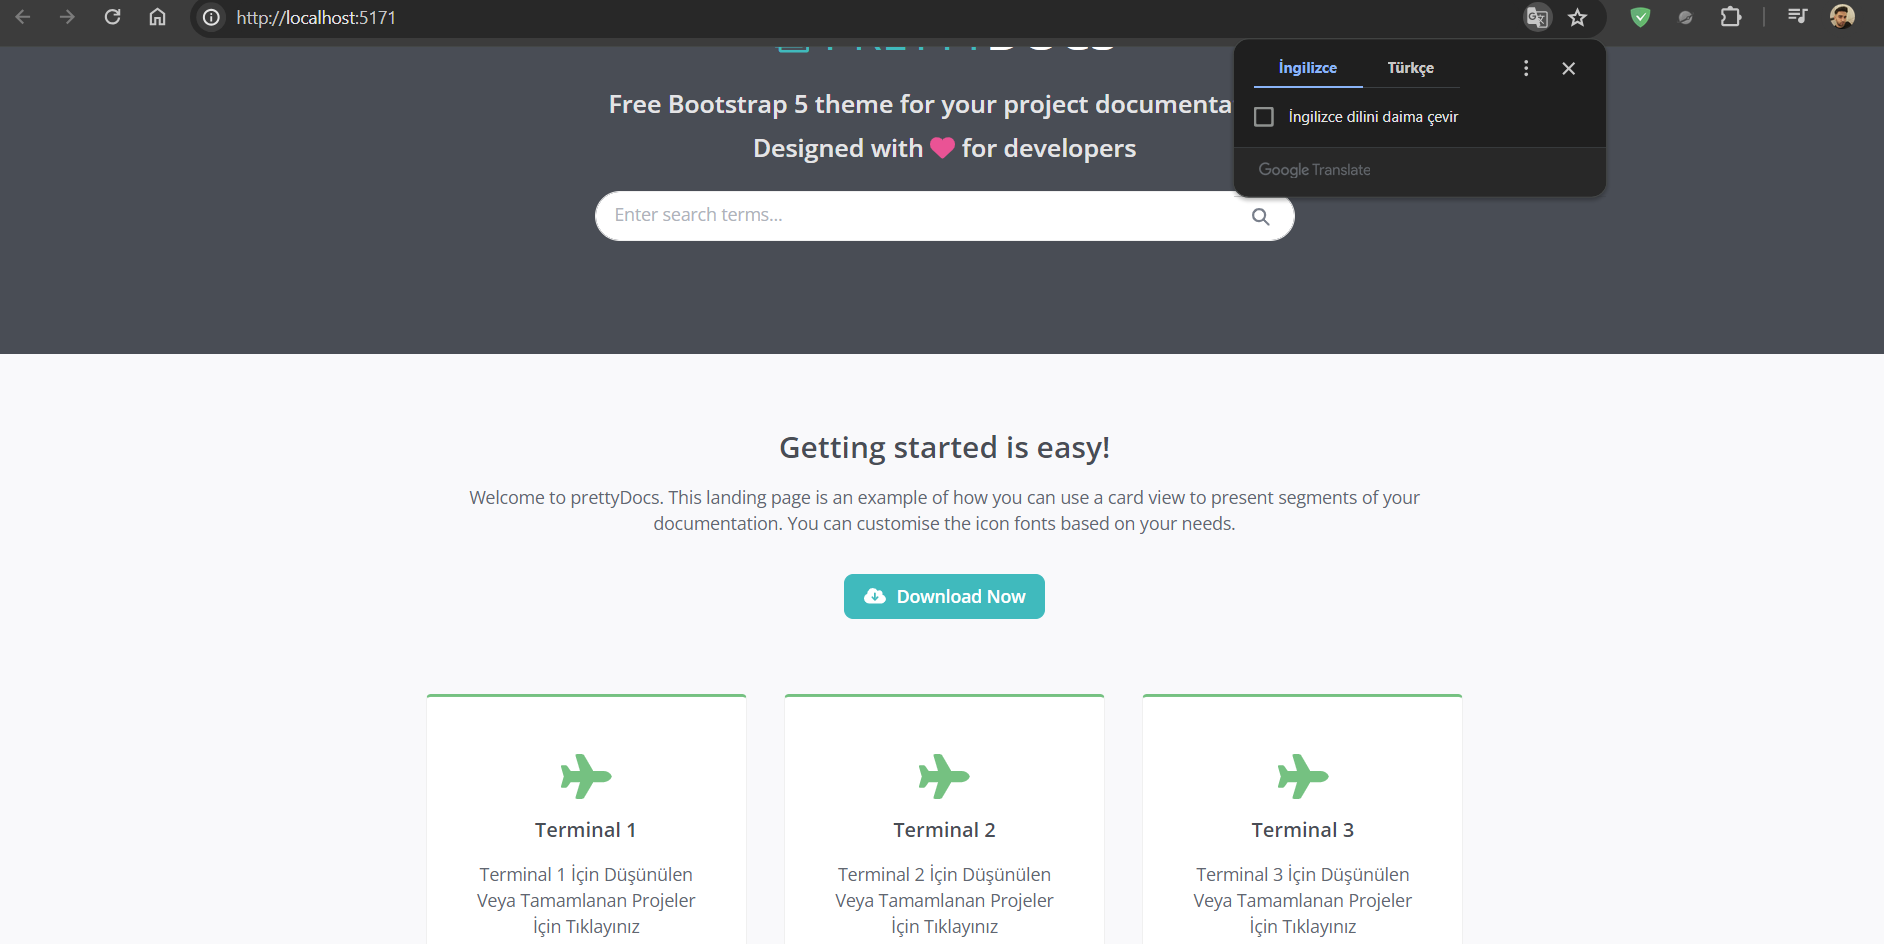 http://localhost:5171
İngilizce
Türkçe
İngilizce dilini daima çevir
Google Translate
PRETTYDOCS
Free Bootstrap 5 theme for your project documenta
Designed with for developers
Enter search terms...
Getting started is easy!
Welcome to prettyDocs. This landing page is an example of how you can use a card view to present segments of your
documentation. You can customise the icon fonts based on your needs.
Download Now
Terminal 1
Terminal 1 İçin Düşünülen
Veya Tamamlanan Projeler
İçin Tıklayınız
Terminal 2
Terminal 2 İçin Düşünülen
Veya Tamamlanan Projeler
İçin Tıklayınız
Terminal 3
Terminal 3 İçin Düşünülen
Veya Tamamlanan Projeler
İçin Tıklayınız